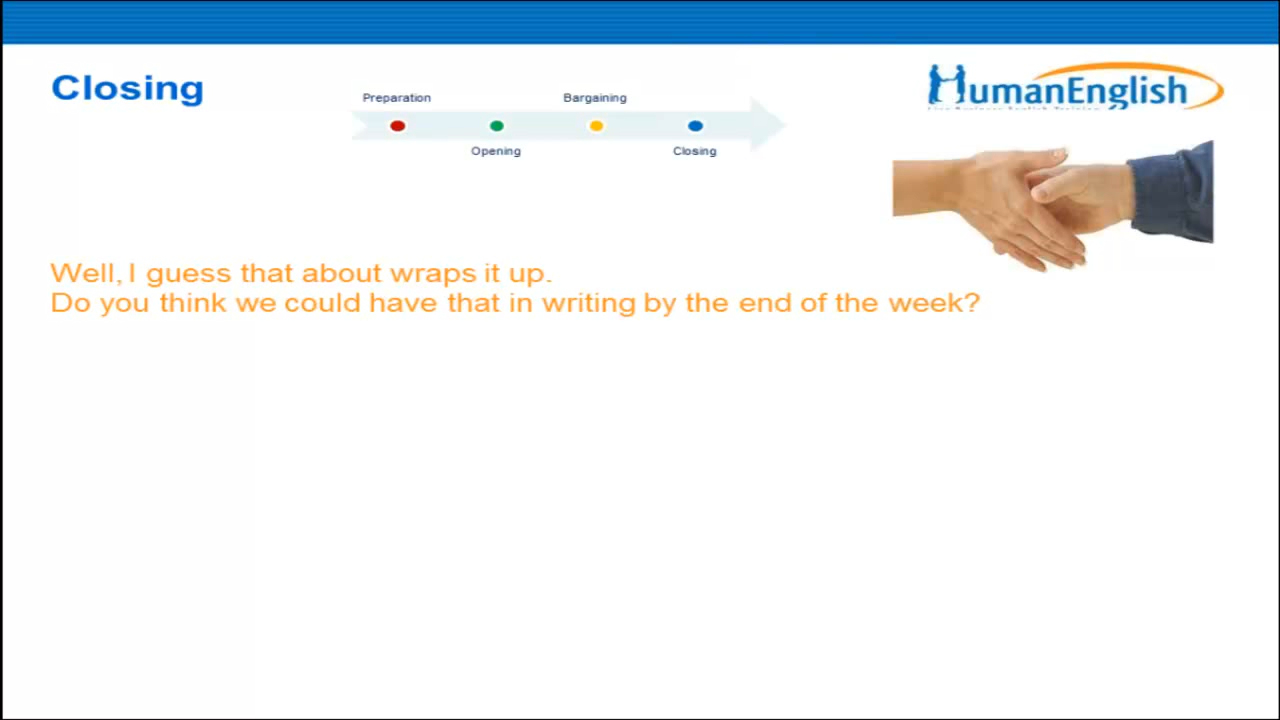 Closing
Preparation
Bargaining
Opening
Closing
HumanEnglish
Well, I guess that about wraps it up.
Do you think we could have that in writing by the end of the week?